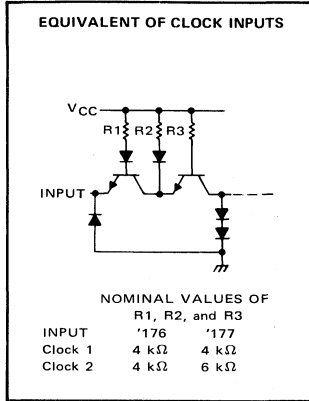 EQUIVALENT OF CLOCK INPUTS
VCC
R1 R2 R3
INPUT
NOMINAL VALUES OF
R1, R2, and R3
INPUT '176 '177
Clock 1 4 kΩ 4 kΩ
Clock 2 4 kΩ 6 kΩ